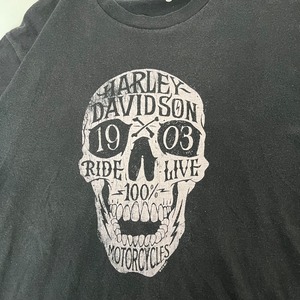 HARLEY-
DAVIDSON
19 03
RIDE LIVE
100%
MOTORCYCLES